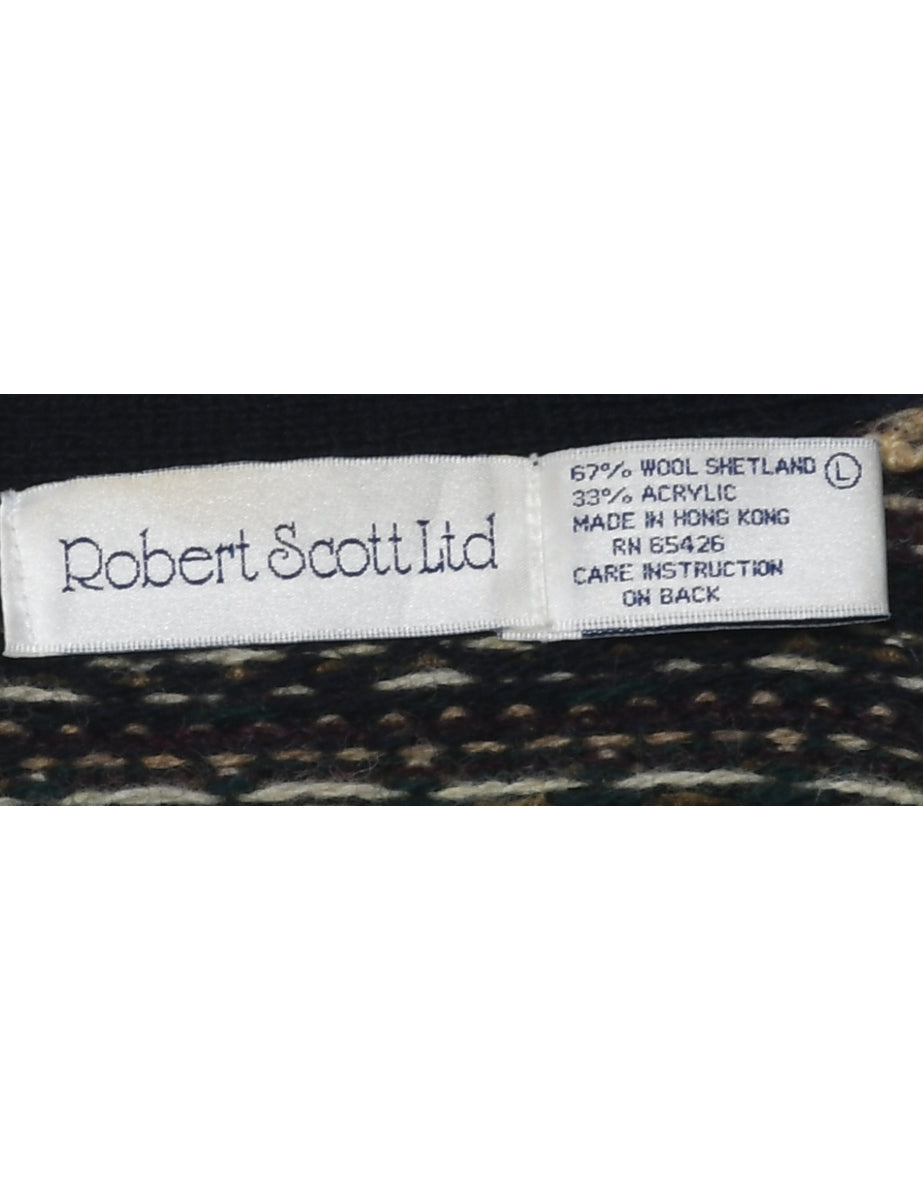 Robert Scott Ltd
67% WOOL SHETLAND L
33% ACRYLIC
MADE IN HONG KONG
RN 65426
CARE INSTRUCTION
ON BACK